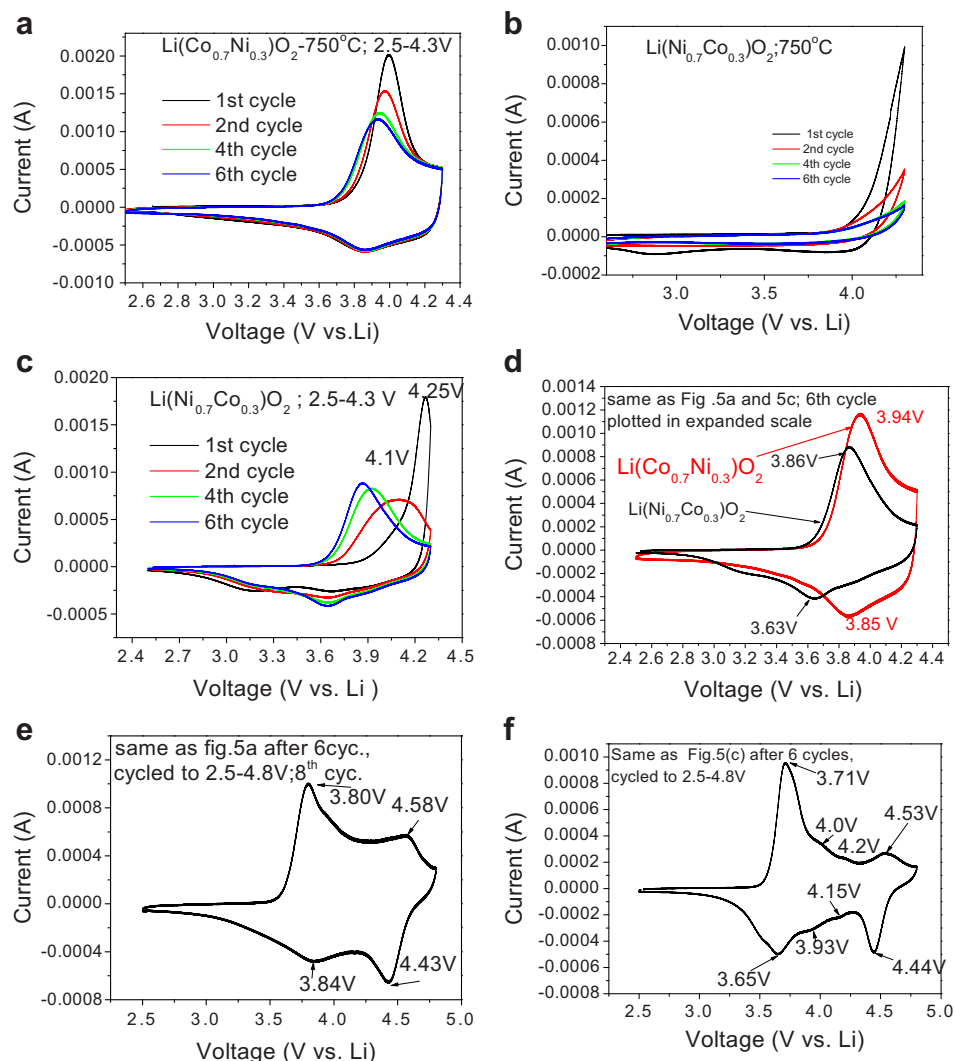 a
Li(Co0.7Ni0.3)O2-750°C; 2.5-4.3V
1st cycle
2nd cycle
4th cycle
6th cycle
0.0020
0.0015
0.0010
0.0005
0.0000
-0.0005
-0.0010
Current (A)
2.6 2.8 3.0 3.2 3.4 3.6 3.8 4.0 4.2 4.4
Voltage (V vs.Li)
b
Li(Ni0.7Co0.3)O2;750°C
1st cycle
2nd cycle
4th cycle
6th cycle
0.0010
0.0008
0.0006
0.0004
0.0002
0.0000
-0.0002
Current (A)
3.0 3.5 4.0
Voltage (V vs. Li)
c
Li(Ni0.7Co0.3)O2 ; 2.5-4.3 V
4.25V
4.1V
1st cycle
2nd cycle
4th cycle
6th cycle
0.0020
0.0015
0.0010
0.0005
0.0000
-0.0005
Current (A)
2.4 2.7 3.0 3.3 3.6 3.9 4.2 4.5
Voltage (V vs. Li )
d
same as Fig .5a and 5c; 6th cycle
plotted in expanded scale
3.94V
3.86V
Li(Co0.7Ni0.3)O2
Li(Ni0.7Co0.3)O2
3.63V
3.85 V
0.0014
0.0012
0.0010
0.0008
0.0006
0.0004
0.0002
0.0000
-0.0002
-0.0004
-0.0006
-0.0008
Current (A)
2.4 2.6 2.8 3.0 3.2 3.4 3.6 3.8 4.0 4.2 4.4
Voltage (V vs. Li)
e
same as fig.5a after 6cyc.,
cycled to 2.5-4.8V;8th cyc.
3.80V
4.58V
3.84V
4.43V
0.0012
0.0008
0.0004
0.0000
-0.0004
-0.0008
Current (A)
2.5 3.0 3.5 4.0 4.5 5.0
Voltage (V vs. Li)
f
Same as Fig.5(c) after 6 cycles,
cycled to 2.5-4.8V
3.71V
4.0V
4.2V
4.53V
4.15V
3.93V
3.65V
4.44V
0.0010
0.0008
0.0006
0.0004
0.0002
0.0000
-0.0002
-0.0004
-0.0006
-0.0008
Current (A)
2.5 3.0 3.5 4.0 4.5 5.0
Voltage (V vs. Li)